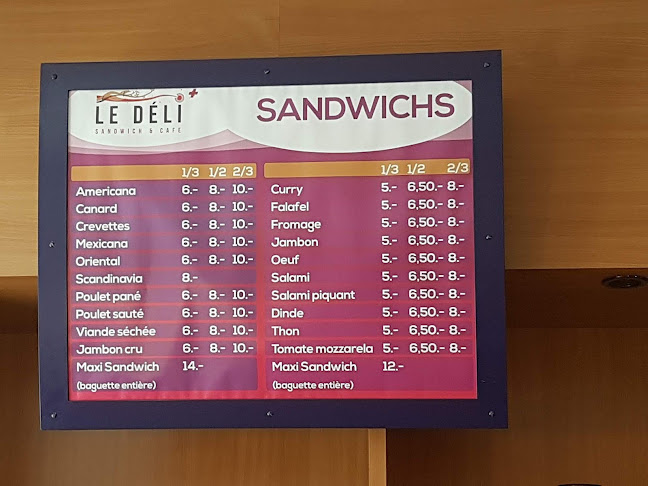 LE DÉLI
SANDWICH & CAFE
SANDWICHS
1/3 1/2 2/3
Americana 6.- 8.- 10.-
Canard 6.- 8.- 10.-
Crevettes 6.- 8.- 10.-
Mexicana 6.- 8.- 10.-
Oriental 6.- 8.- 10.-
Scandinavia 8.-
Poulet pané 6.- 8.- 10.-
Poulet sauté 6.- 8.- 10.-
Viande séchée 6.- 8.- 10.-
Jambon cru 6.- 8.- 10.-
Maxi Sandwich 14.-
(baguette entière)
1/3 1/2 2/3
Curry 5.- 6,50.- 8.-
Falafel 5.- 6,50.- 8.-
Fromage 5.- 6,50.- 8.-
Jambon 5.- 6,50.- 8.-
Oeuf 5.- 6,50.- 8.-
Salami 5.- 6,50.- 8.-
Salami piquant 5.- 6,50.- 8.-
Dinde 5.- 6,50.- 8.-
Thon 5.- 6,50.- 8.-
Tomate mozzarela 5.- 6,50.- 8.-
Maxi Sandwich 12.-
(baguette entière)